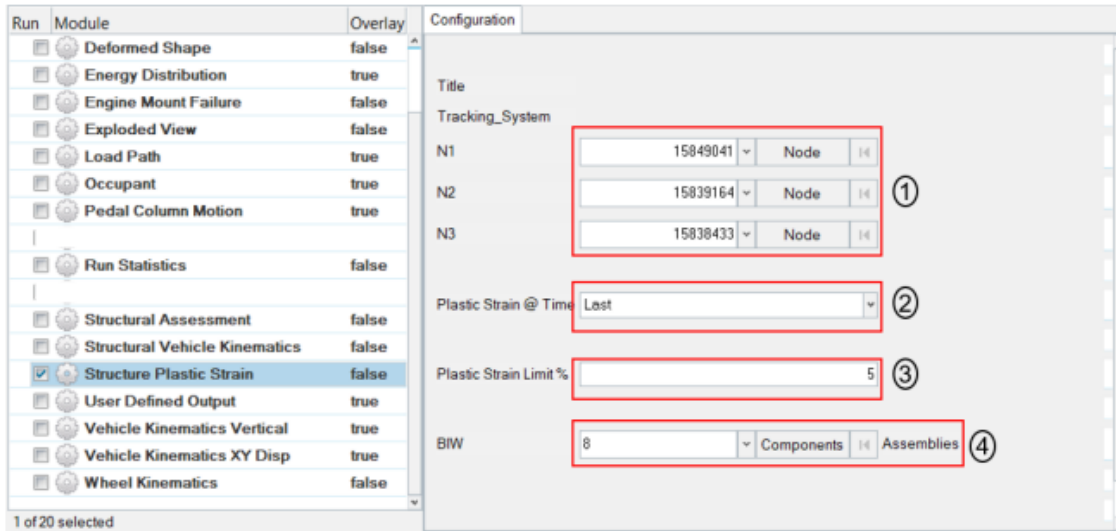 Run Module Overlay
Deformed Shape false
Energy Distribution true
Engine Mount Failure false
Exploded View false
Load Path true
Occupant true
Pedal Column Motion true
Run Statistics false
Structural Assessment false
Structural Vehicle Kinematics false
Structure Plastic Strain false
User Defined Output true
Vehicle Kinematics Vertical true
Vehicle Kinematics XY Disp true
Wheel Kinematics false
1 of 20 selected
Configuration
Title
Tracking_System
N1 15849041 Node
N2 15839164 Node
N3 15838433 Node
1
Plastic Strain @ Time Last 2
Plastic Strain Limit % 5 3
BIW 8 Components Assemblies 4